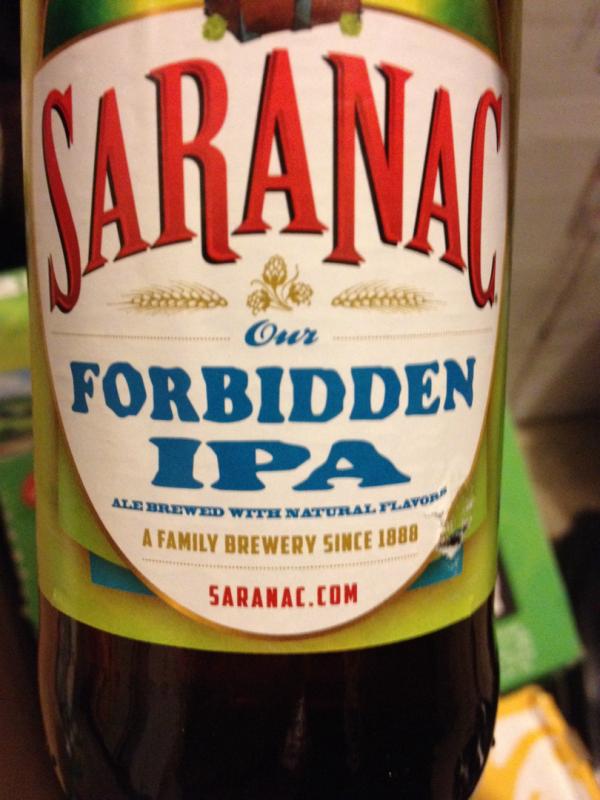 SARANAC
Our
FORBIDDEN
IPA
ALE BREWED WITH NATURAL FLAVORS
A FAMILY BREWERY SINCE 1888
SARANAC.COM